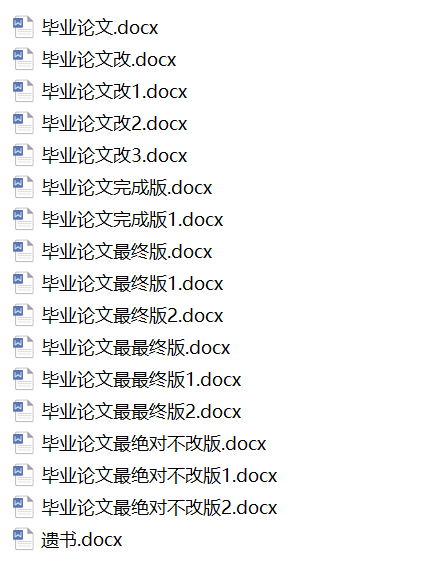 毕业论文.docx
毕业论文改.docx
毕业论文改1.docx
毕业论文改2.docx
毕业论文改3.docx
毕业论文完成版.docx
毕业论文完成版1.docx
毕业论文最终版.docx
毕业论文最终版1.docx
毕业论文最终版2.docx
毕业论文最最终版.docx
毕业论文最最终版1.docx
毕业论文最最终版2.docx
毕业论文最绝对不改版.docx
毕业论文最绝对不改版1.docx
毕业论文最绝对不改版2.docx
遗书.docx